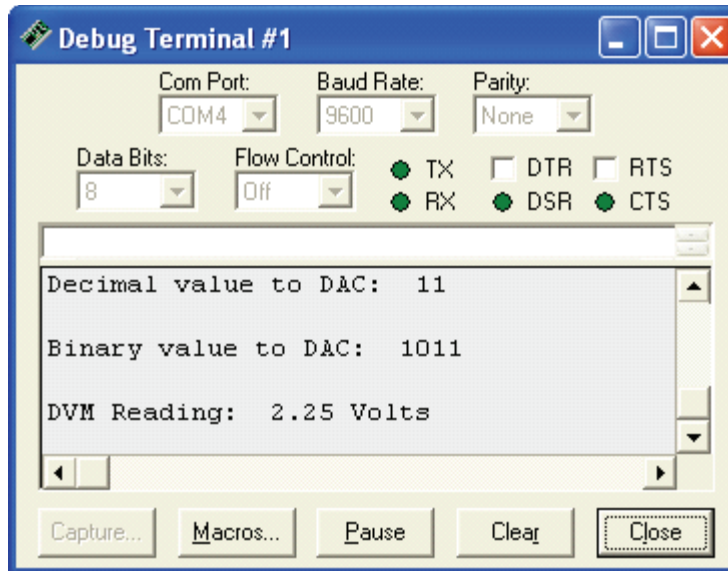 Debug Terminal #1
Com Port: Baud Rate: Parity:
COM4 9600 None
Data Bits: Flow Control: TX DTR RTS
8 Off RX DSR CTS
Decimal value to DAC:  11
Binary value to DAC:  1011
DVM Reading:  2.25 Volts
Capture... Macros... Pause Clear Close